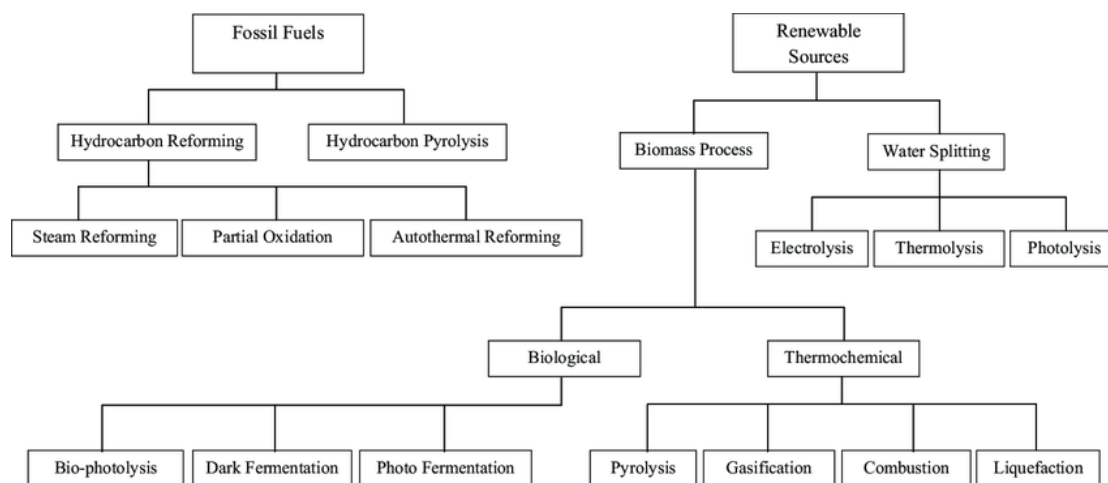 Fossil Fuels
Renewable
Sources
Hydrocarbon Reforming
Hydrocarbon Pyrolysis
Biomass Process
Water Splitting
Steam Reforming
Partial Oxidation
Autothermal Reforming
Electrolysis
Thermolysis
Photolysis
Biological
Thermochemical
Bio-photolysis
Dark Fermentation
Photo Fermentation
Pyrolysis
Gasification
Combustion
Liquefaction